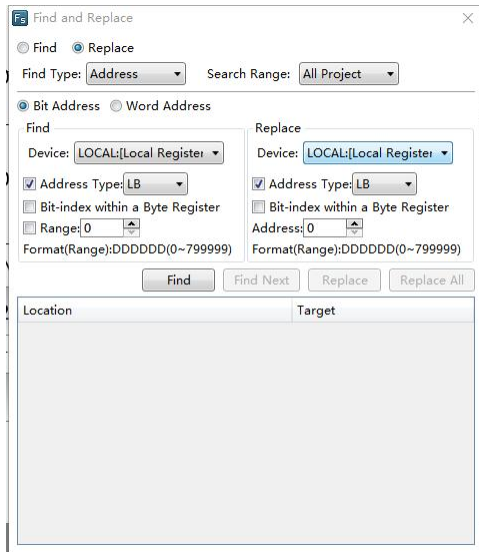 Fs Find and Replace
Find Replace
Find Type: Address Search Range: All Project
Bit Address Word Address
Find
Device: LOCAL:[Local Register
Address Type: LB
Bit-index within a Byte Register
Range: 0
Format(Range):DDDDDD(0~799999)
Replace
Device: LOCAL:[Local Register
Address Type: LB
Bit-index within a Byte Register
Address: 0
Format(Range):DDDDDD(0~799999)
Find Find Next Replace Replace All
Location Target